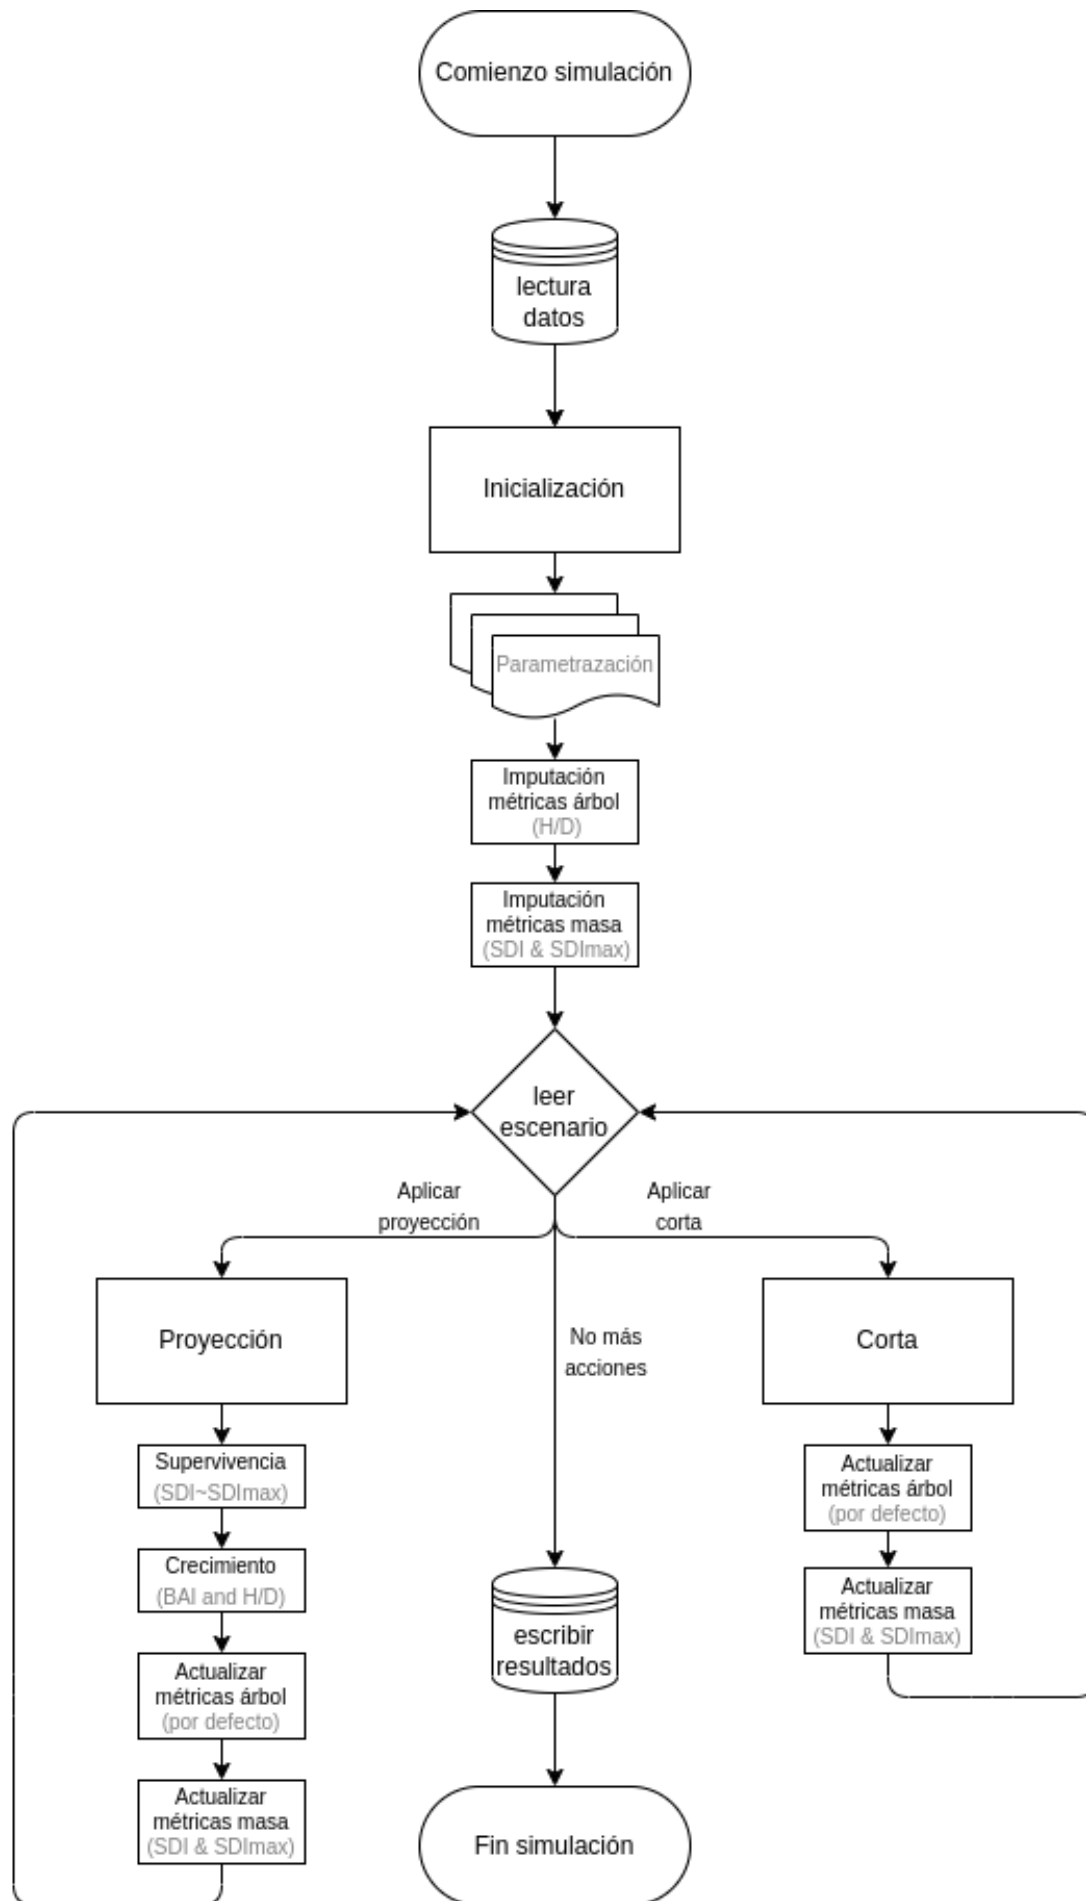 Comienzo simulación
lectura
datos
Inicialización
Parametrazación
Imputación
métricas árbol
(H/D)
Imputación
métricas masa
(SDI & SDImax)
leer
escenario
Aplicar
proyección
Aplicar
corta
Proyección
No más
acciones
Corta
Supervivencia
(SDI~SDImax)
Crecimiento
(BAI and H/D)
Actualizar
métricas árbol
(por defecto)
Actualizar
métricas masa
(SDI & SDImax)
Actualizar
métricas árbol
(por defecto)
Actualizar
métricas masa
(SDI & SDImax)
escribir
resultados
Fin simulación